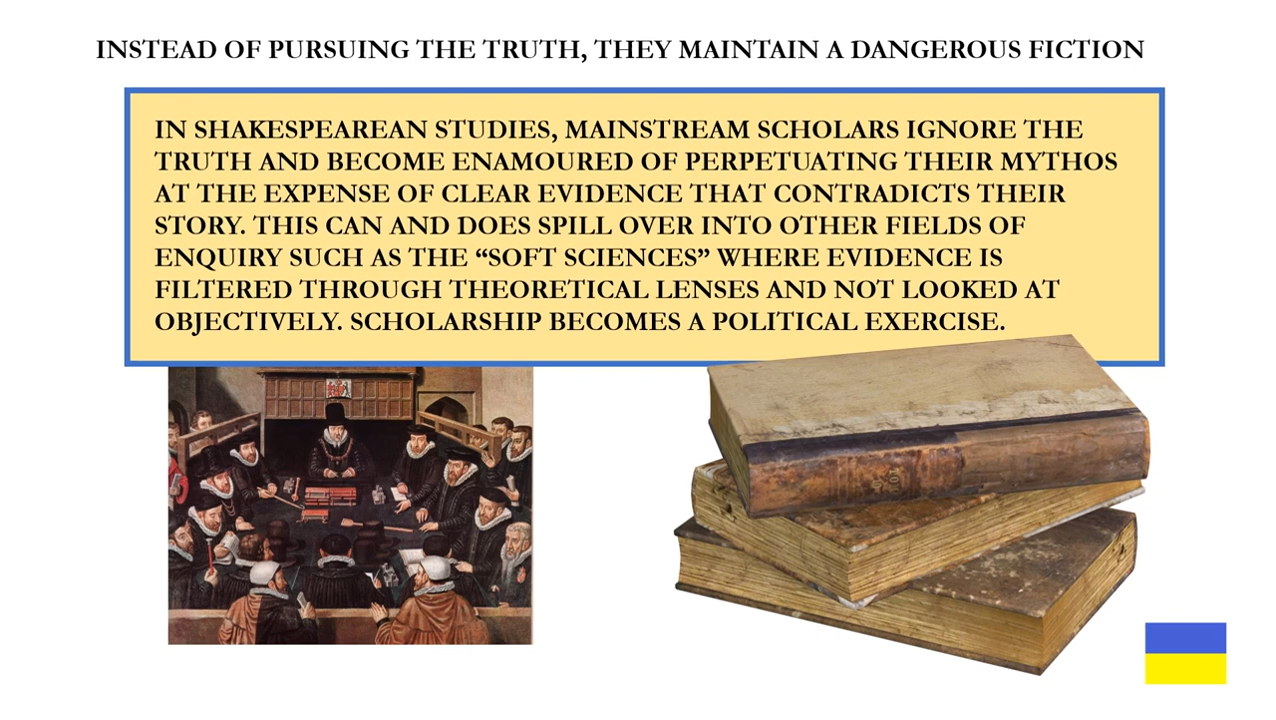 INSTEAD OF PURSUING THE TRUTH, THEY MAINTAIN A DANGEROUS FICTION
IN SHAKESPEAREAN STUDIES, MAINSTREAM SCHOLARS IGNORE THE
TRUTH AND BECOME ENAMOURED OF PERPETUATING THEIR MYTHOS
AT THE EXPENSE OF CLEAR EVIDENCE THAT CONTRADICTS THEIR
STORY. THIS CAN AND DOES SPILL OVER INTO OTHER FIELDS OF
ENQUIRY SUCH AS THE “SOFT SCIENCES” WHERE EVIDENCE IS
FILTERED THROUGH THEORETICAL LENSES AND NOT LOOKED AT
OBJECTIVELY. SCHOLARSHIP BECOMES A POLITICAL EXERCISE.